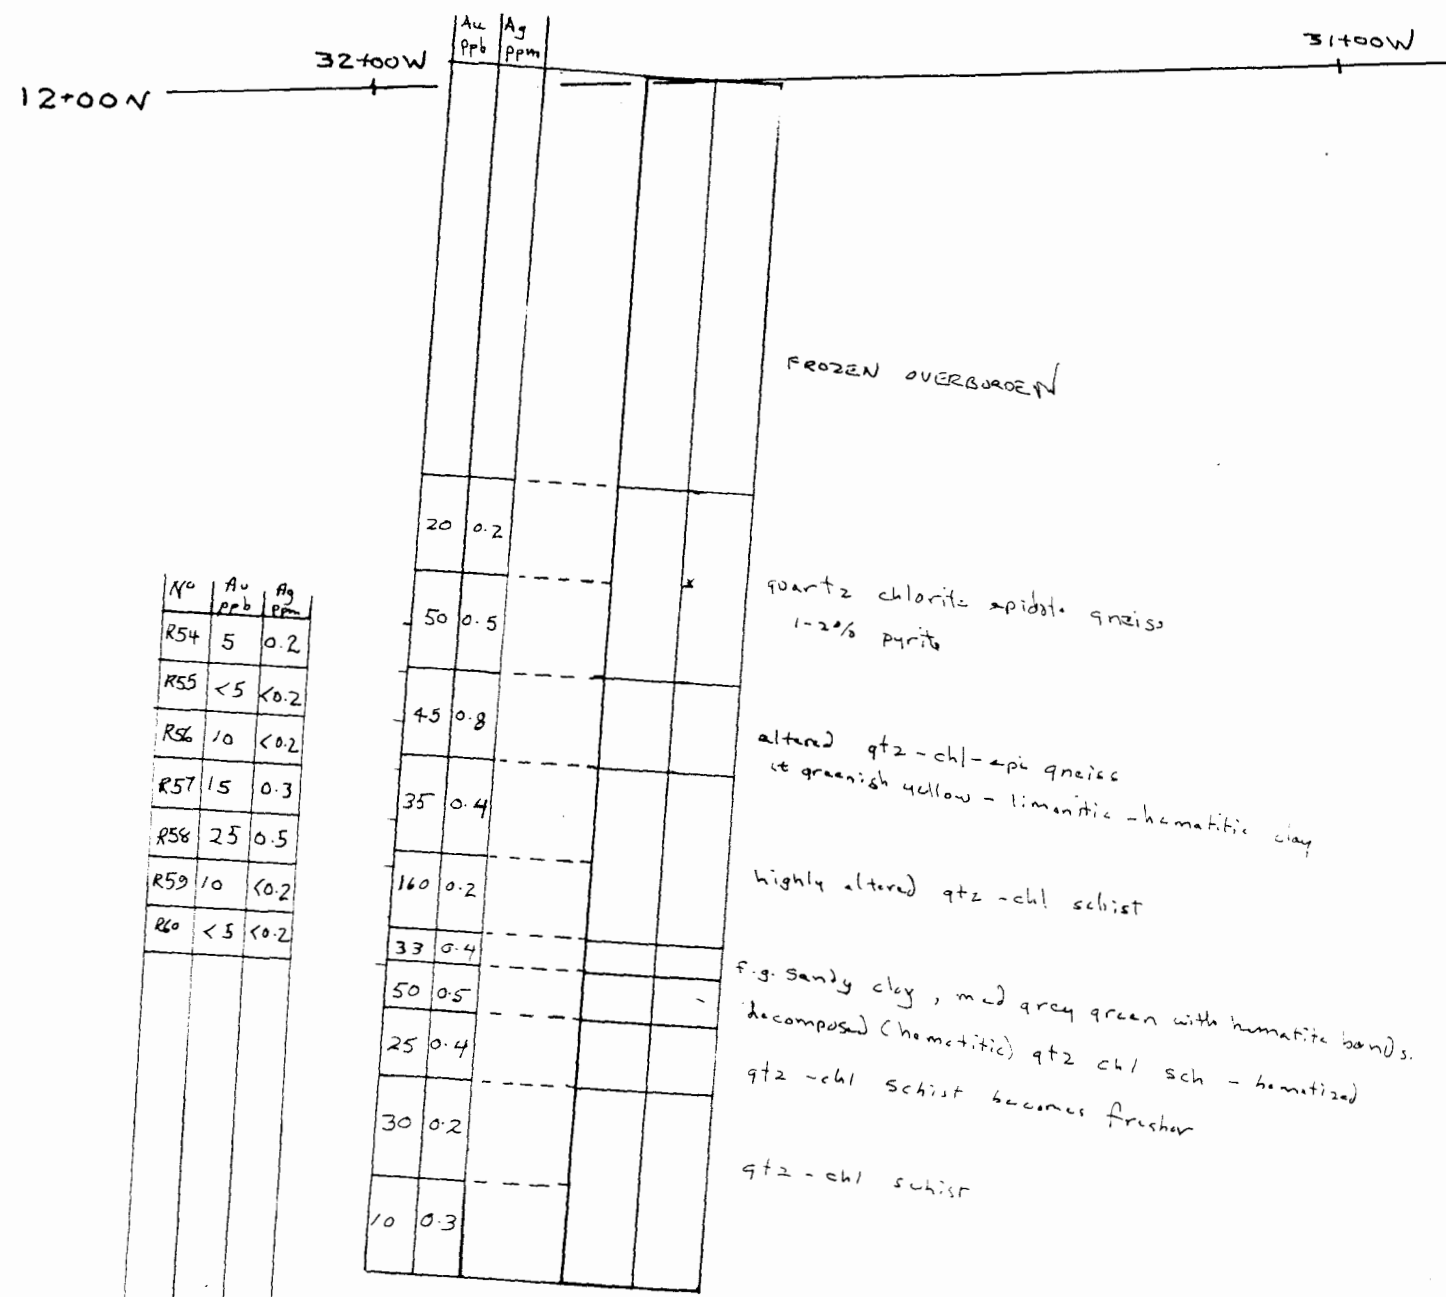 Au Ag
ppb ppm
32+00W
31+00W
12+00N
FROZEN OVERBURDEN
20 0.2
50 0.5
45 0.8
35 0.4
160 0.2
33 0.4
50 0.5
25 0.4
30 0.2
10 0.3
quartz chlorite epidote gneiss
1-2% pyrite
altered qtz-chl-epi gneiss
lt greenish yellow - limonitic - hematitic clay
highly altered qtz-chl schist
f.g. sandy clay, med grey green with hematite bands.
decomposed (hematitic) qtz chl sch - hematized
qtz-chl schist becomes fresher
qtz-chl schist
No Au Ag
ppb ppm
R54 5 0.2
R55 <5 <0.2
R56 10 <0.2
R57 15 0.3
R58 25 0.5
R59 10 <0.2
R60 <5 <0.2